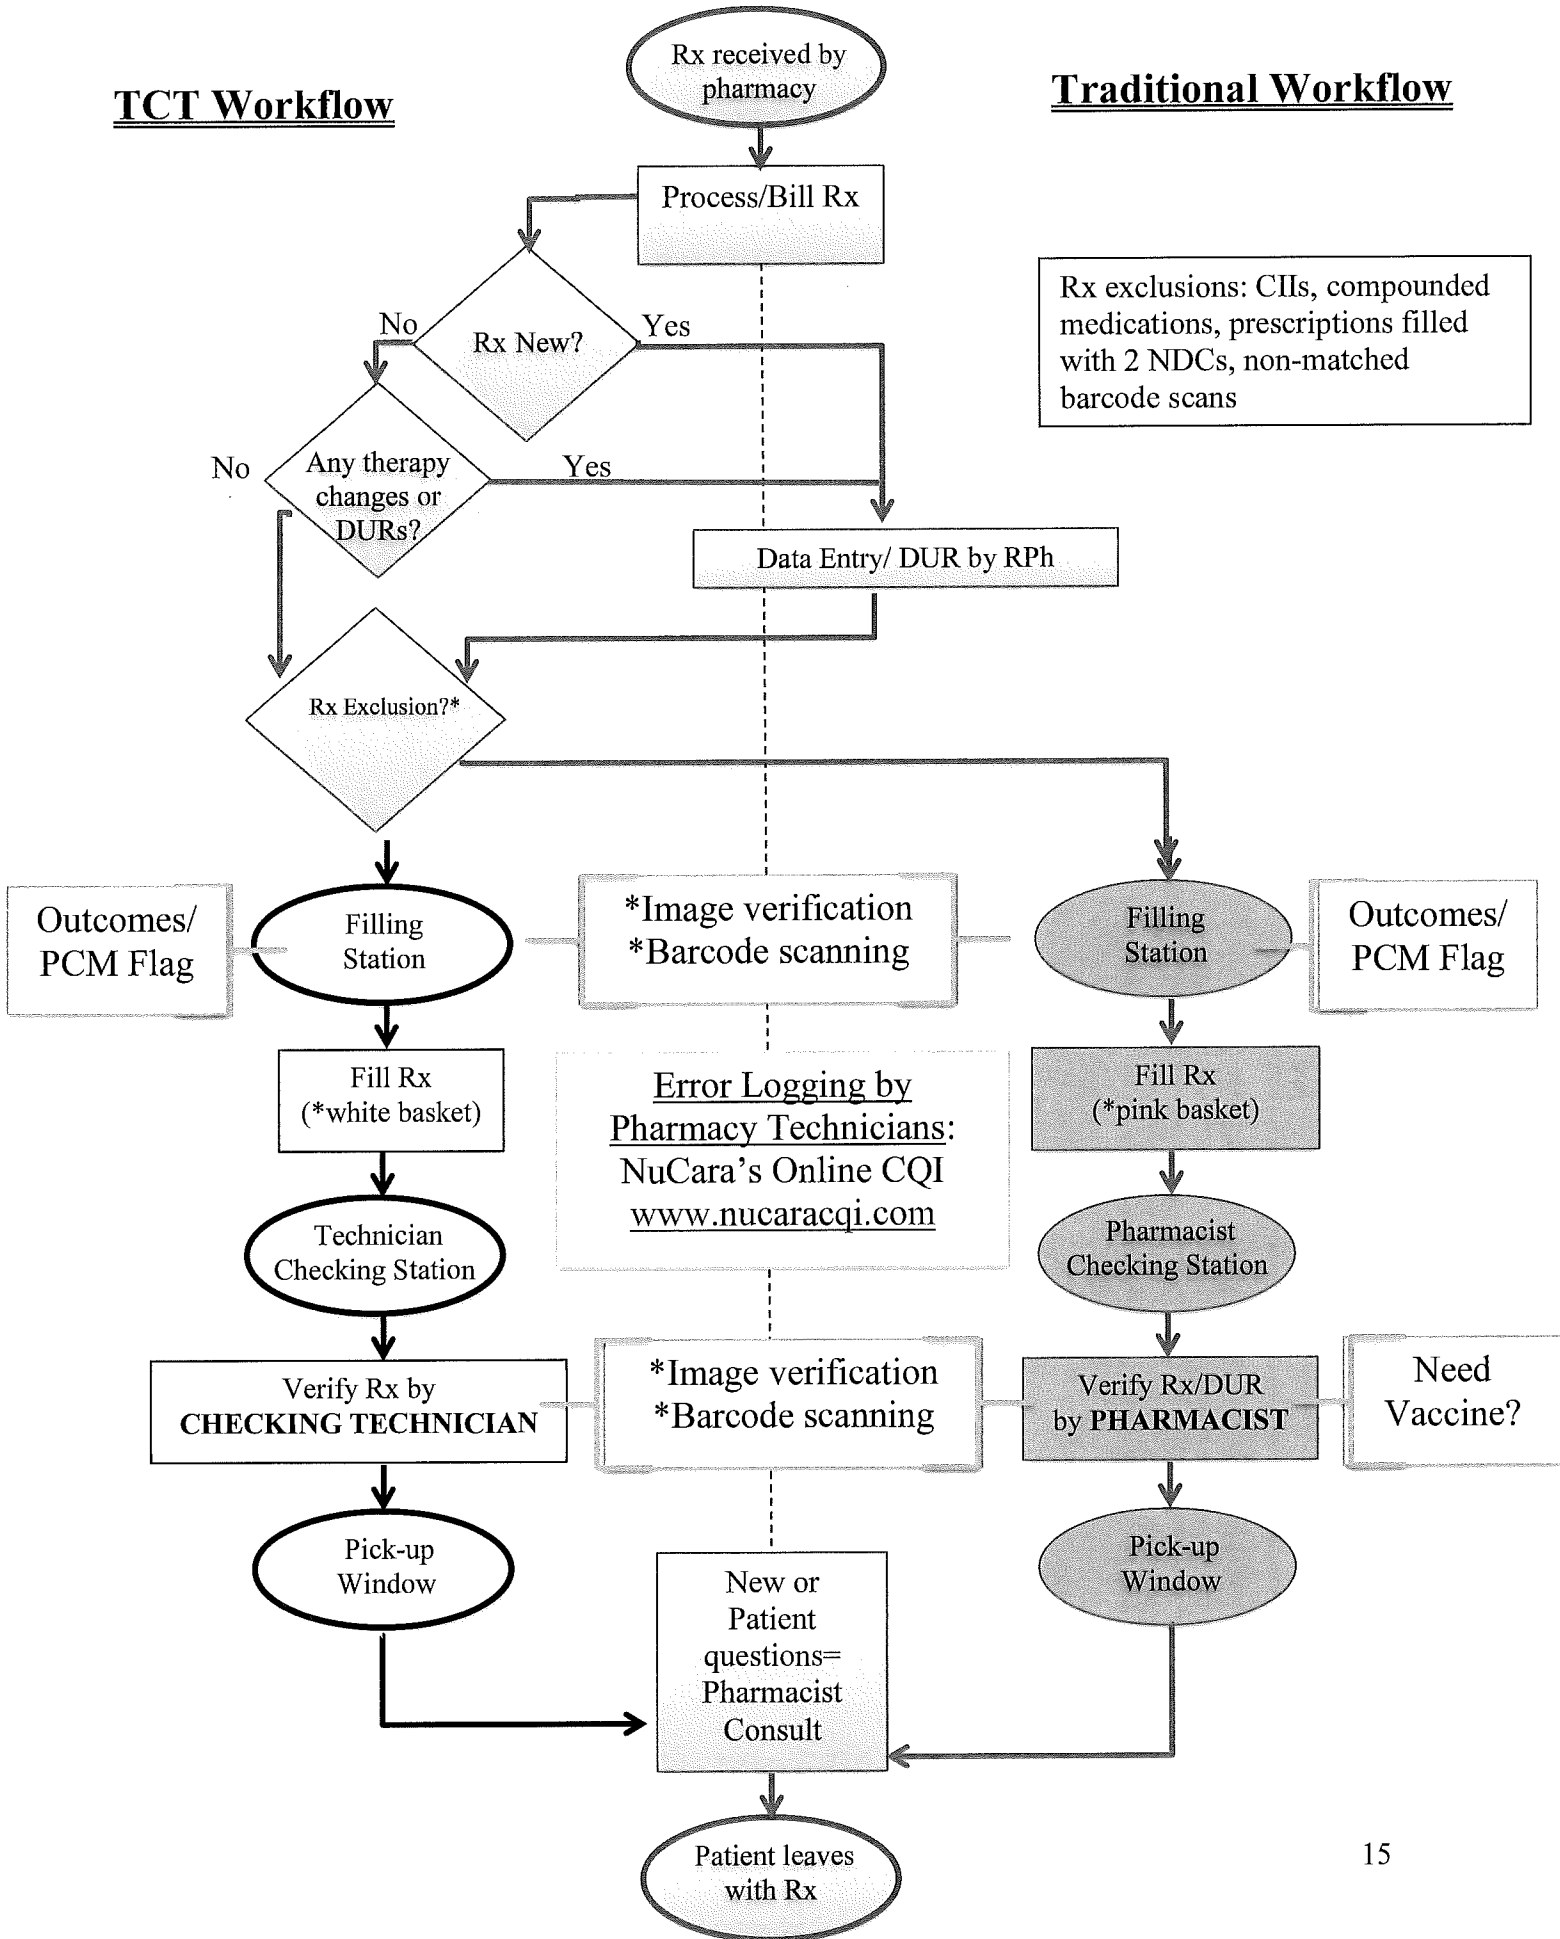 Rx received by
pharmacy
TCT Workflow
Traditional Workflow
Process/Bill Rx
Rx exclusions: CIIs, compounded
medications, prescriptions filled
with 2 NDCs, non-matched
barcode scans
No
Rx New?
Yes
No
Any therapy
changes or
DURs?
Yes
Data Entry/ DUR by RPh
Rx Exclusion?*
Outcomes/
PCM Flag
Filling
Station
*Image verification
*Barcode scanning
Filling
Station
Outcomes/
PCM Flag
Fill Rx
(*white basket)
Error Logging by
Pharmacy Technicians:
NuCara's Online CQI
www.nucaracqi.com
Fill Rx
(*pink basket)
Technician
Checking Station
Pharmacist
Checking Station
Verify Rx by
CHECKING TECHNICIAN
*Image verification
*Barcode scanning
Verify Rx/DUR
by PHARMACIST
Need
Vaccine?
Pick-up
Window
New or
Patient
questions=
Pharmacist
Consult
Pick-up
Window
Patient leaves
with Rx
15